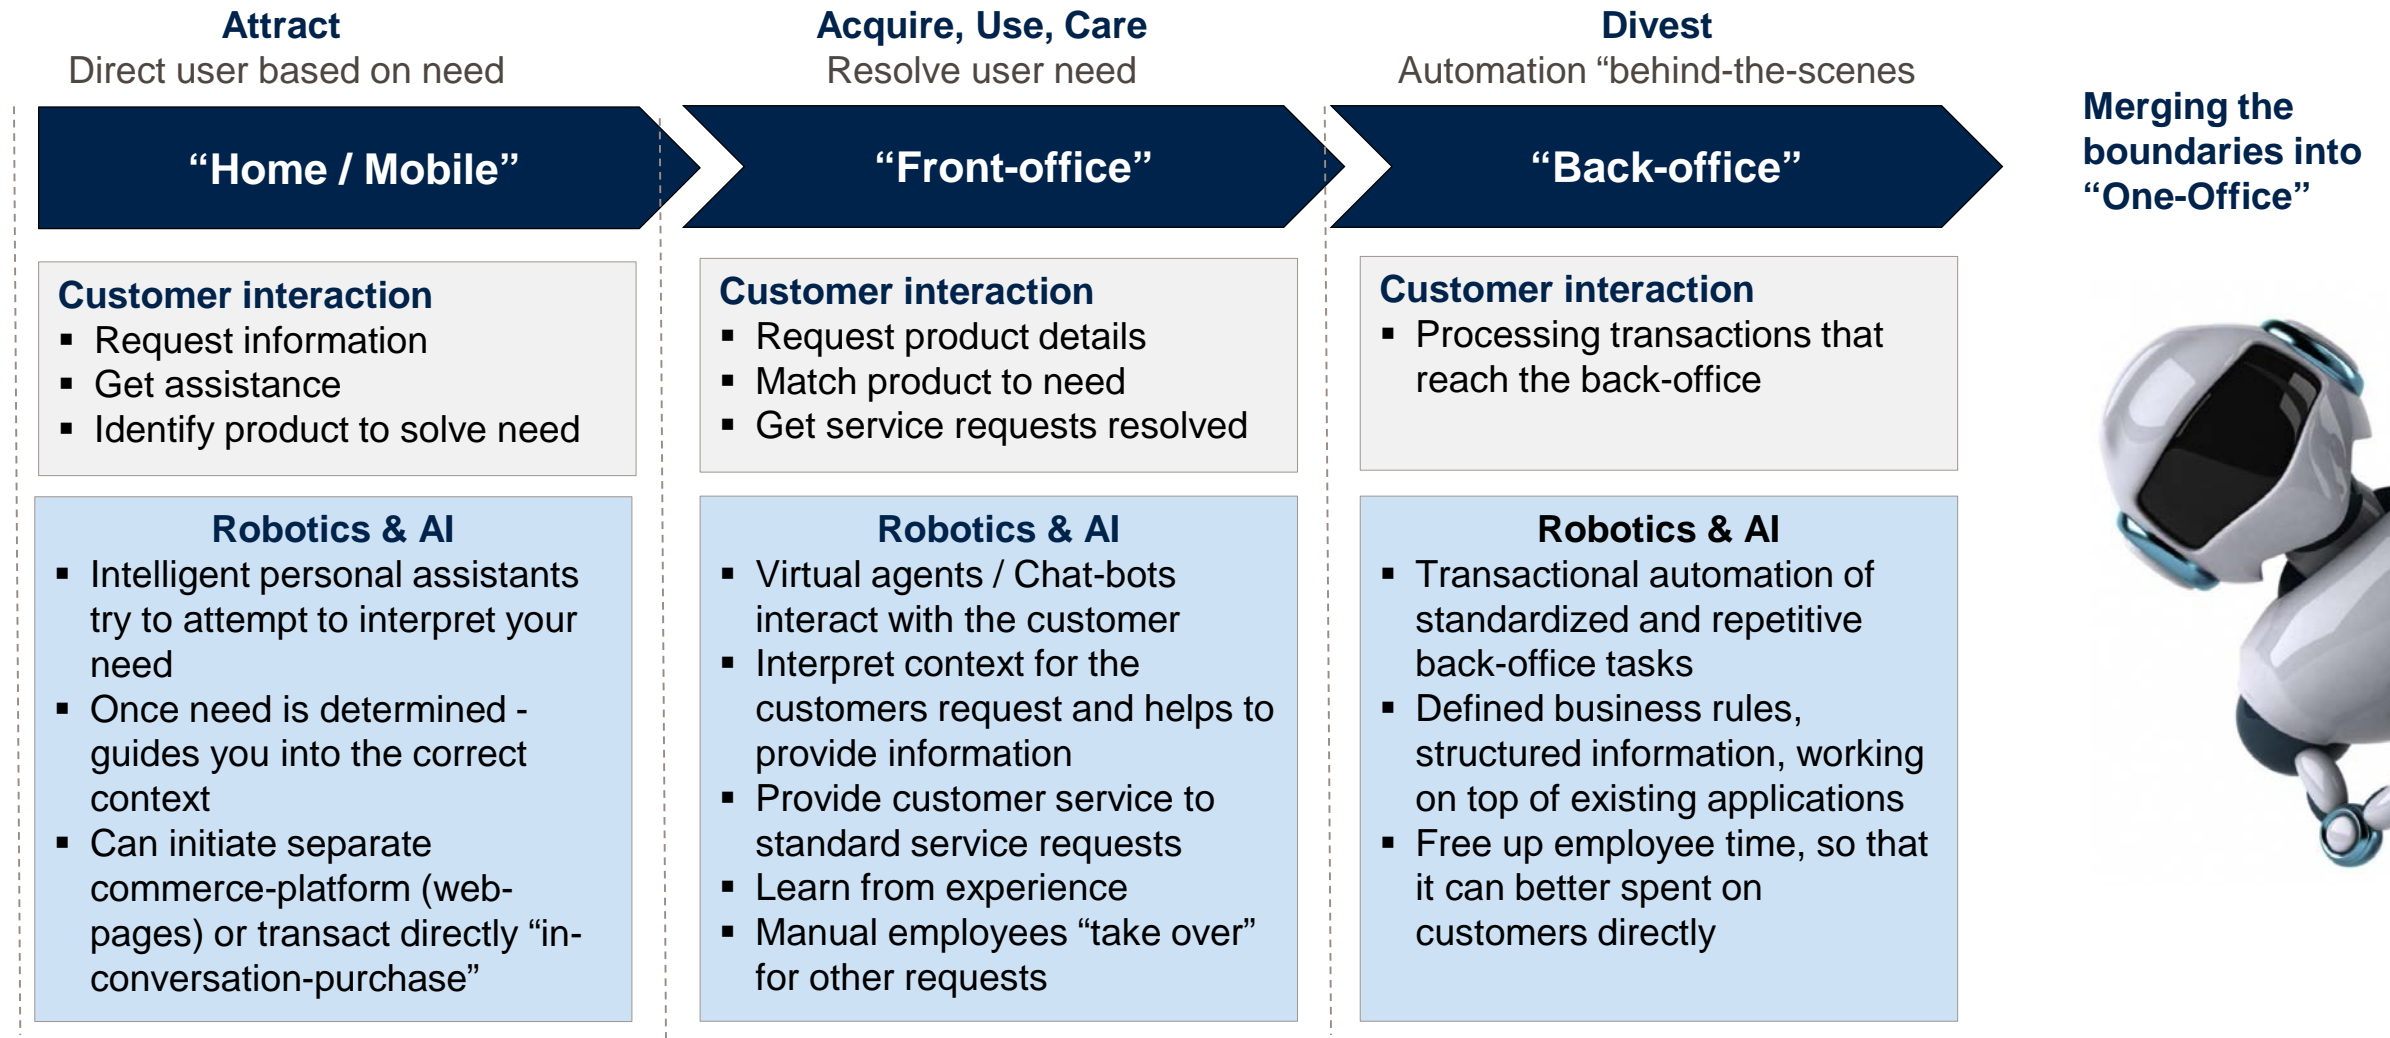 Attract
Direct user based on need
“Home / Mobile”
Customer interaction
▪ Request information
▪ Get assistance
▪ Identify product to solve need
Robotics & AI
▪ Intelligent personal assistants
try to attempt to interpret your
need
▪ Once need is determined -
guides you into the correct
context
▪ Can initiate separate
commerce-platform (web-
pages) or transact directly “in-
conversation-purchase”
Acquire, Use, Care
Resolve user need
“Front-office”
Customer interaction
▪ Request product details
▪ Match product to need
▪ Get service requests resolved
Robotics & AI
▪ Virtual agents / Chat-bots
interact with the customer
▪ Interpret context for the
customers request and helps to
provide information
▪ Provide customer service to
standard service requests
▪ Learn from experience
▪ Manual employees “take over”
for other requests
Divest
Automation “behind-the-scenes
“Back-office”
Customer interaction
▪ Processing transactions that
reach the back-office
Robotics & AI
▪ Transactional automation of
standardized and repetitive
back-office tasks
▪ Defined business rules,
structured information, working
on top of existing applications
▪ Free up employee time, so that
it can better spent on
customers directly
Merging the
boundaries into
“One-Office”